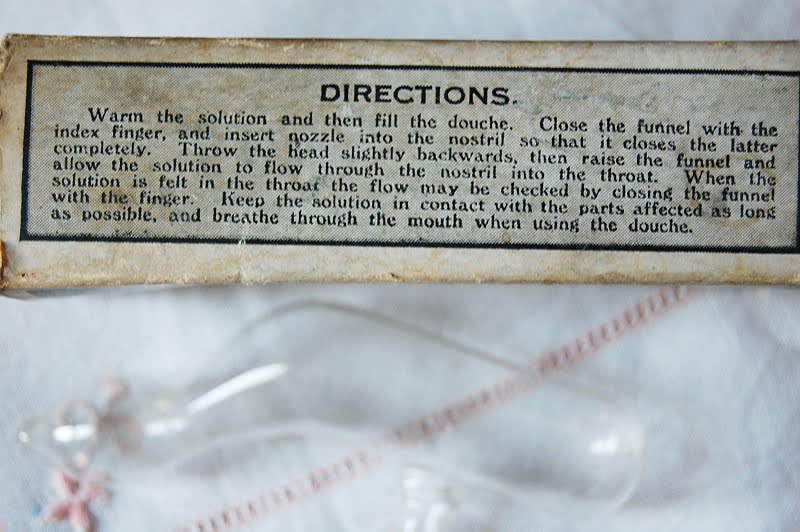 DIRECTIONS.
Warm the solution and then fill the douche. Close the funnel with the
index finger, and insert nozzle into the nostril so that it closes the latter
completely. Throw the head slightly backwards, then raise the funnel and
allow the solution to flow through the nostril into the throat. When the
solution is felt in the throat the flow may be checked by closing the funnel
with the finger. Keep the solution in contact with the parts affected as long
as possible, and breathe through the mouth when using the douche.